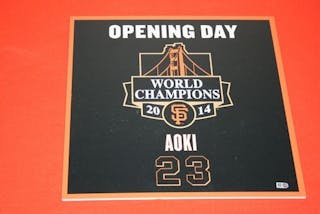 OPENING DAY
WORLD
CHAMPIONS
20 SF 14
AOKI
23